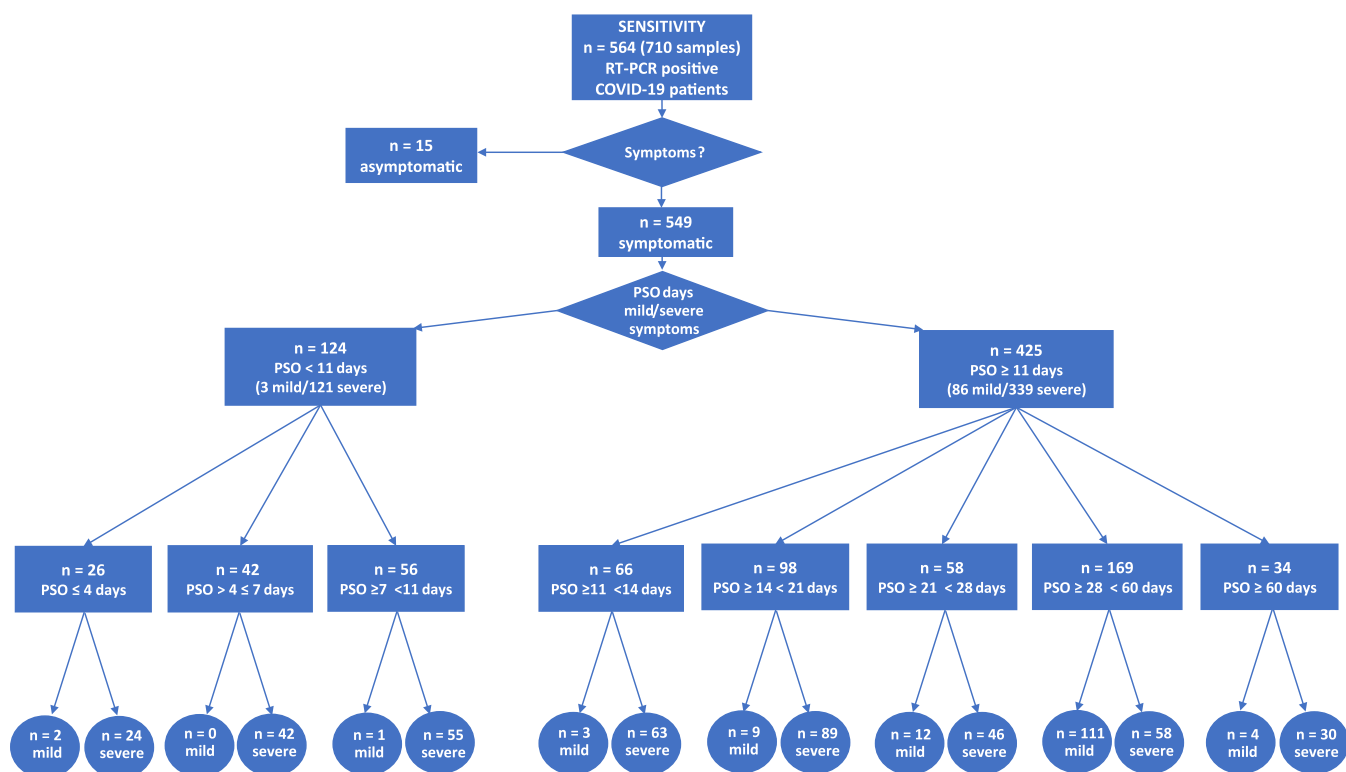 SENSITIVITY
n = 564 (710 samples)
RT-PCR positive
COVID-19 patients
Symptoms?
n = 15
asymptomatic
n = 549
symptomatic
PSO days
mild/severe
symptoms
n = 124
PSO < 11 days
(3 mild/121 severe)
n = 425
PSO ≥ 11 days
(86 mild/339 severe)
n = 26
PSO ≤ 4 days
n = 42
PSO > 4 ≤ 7 days
n = 56
PSO ≥7 <11 days
n = 66
PSO ≥11 <14 days
n = 98
PSO ≥ 14 < 21 days
n = 58
PSO ≥ 21 < 28 days
n = 169
PSO ≥ 28 < 60 days
n = 34
PSO ≥ 60 days
n = 2
mild
n = 24
severe
n = 0
mild
n = 42
severe
n = 1
mild
n = 55
severe
n = 3
mild
n = 63
severe
n = 9
mild
n = 89
severe
n = 12
mild
n = 46
severe
n = 111
mild
n = 58
severe
n = 4
mild
n = 30
severe